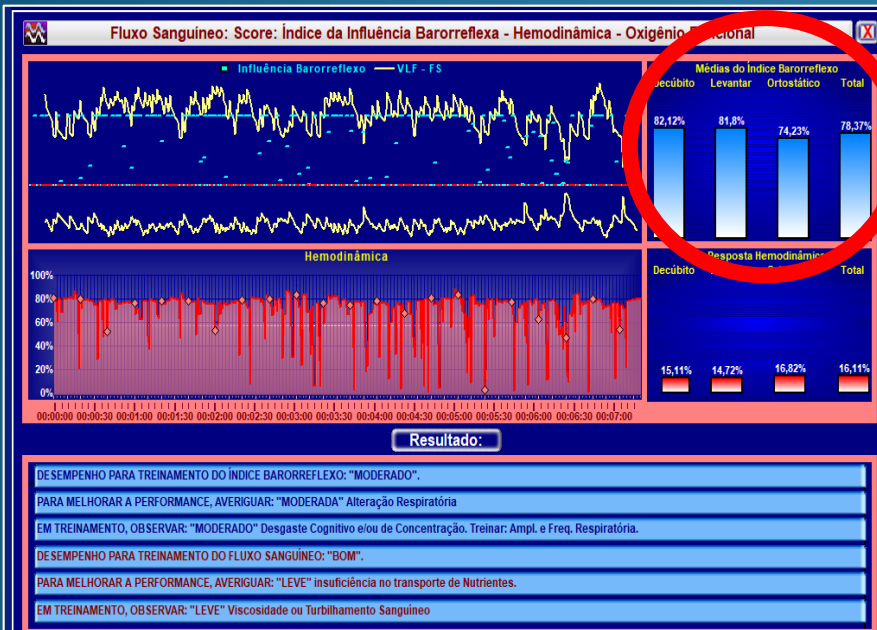 Fluxo Sanguineo: Score: Índice da Influência Barorreflexa - Hemodinâmica - Oxigênio
X
Influência Barorreflexo VLF - FS
Médias do Índice Barorreflexo
Decúbito Levantar Ortostático Total
82,12% 81,8% 74,23% 78,37%
Hemodinâmica
100%
80%
60%
40%
20%
0%
00:00:00 00:00:30 00:01:00 00:01:30 00:02:00 00:02:30 00:03:00 00:03:30 00:04:00 00:04:30 00:05:00 00:05:30 00:06:00 00:06:30 00:07:00
Resposta Hemodinâmica
Decúbito Total
15,11% 14,72% 16,82% 16,11%
Resultado:
DESEMPENHO PARA TREINAMENTO DO ÍNDICE BARORREFLEXO: "MODERADO".
PARA MELHORAR A PERFORMANCE, AVERIGUAR: "MODERADA" Alteração Respiratória
EM TREINAMENTO, OBSERVAR: "MODERADO" Desgaste Cognitivo e/ou de Concentração. Treinar: Ampl. e Freq. Respiratória.
DESEMPENHO PARA TREINAMENTO DO FLUXO SANGUÍNEO: "BOM".
PARA MELHORAR A PERFORMANCE, AVERIGUAR: "LEVE" insuficiência no transporte de Nutrientes.
EM TREINAMENTO, OBSERVAR: "LEVE" Viscosidade ou Turbilhamento Sanguíneo